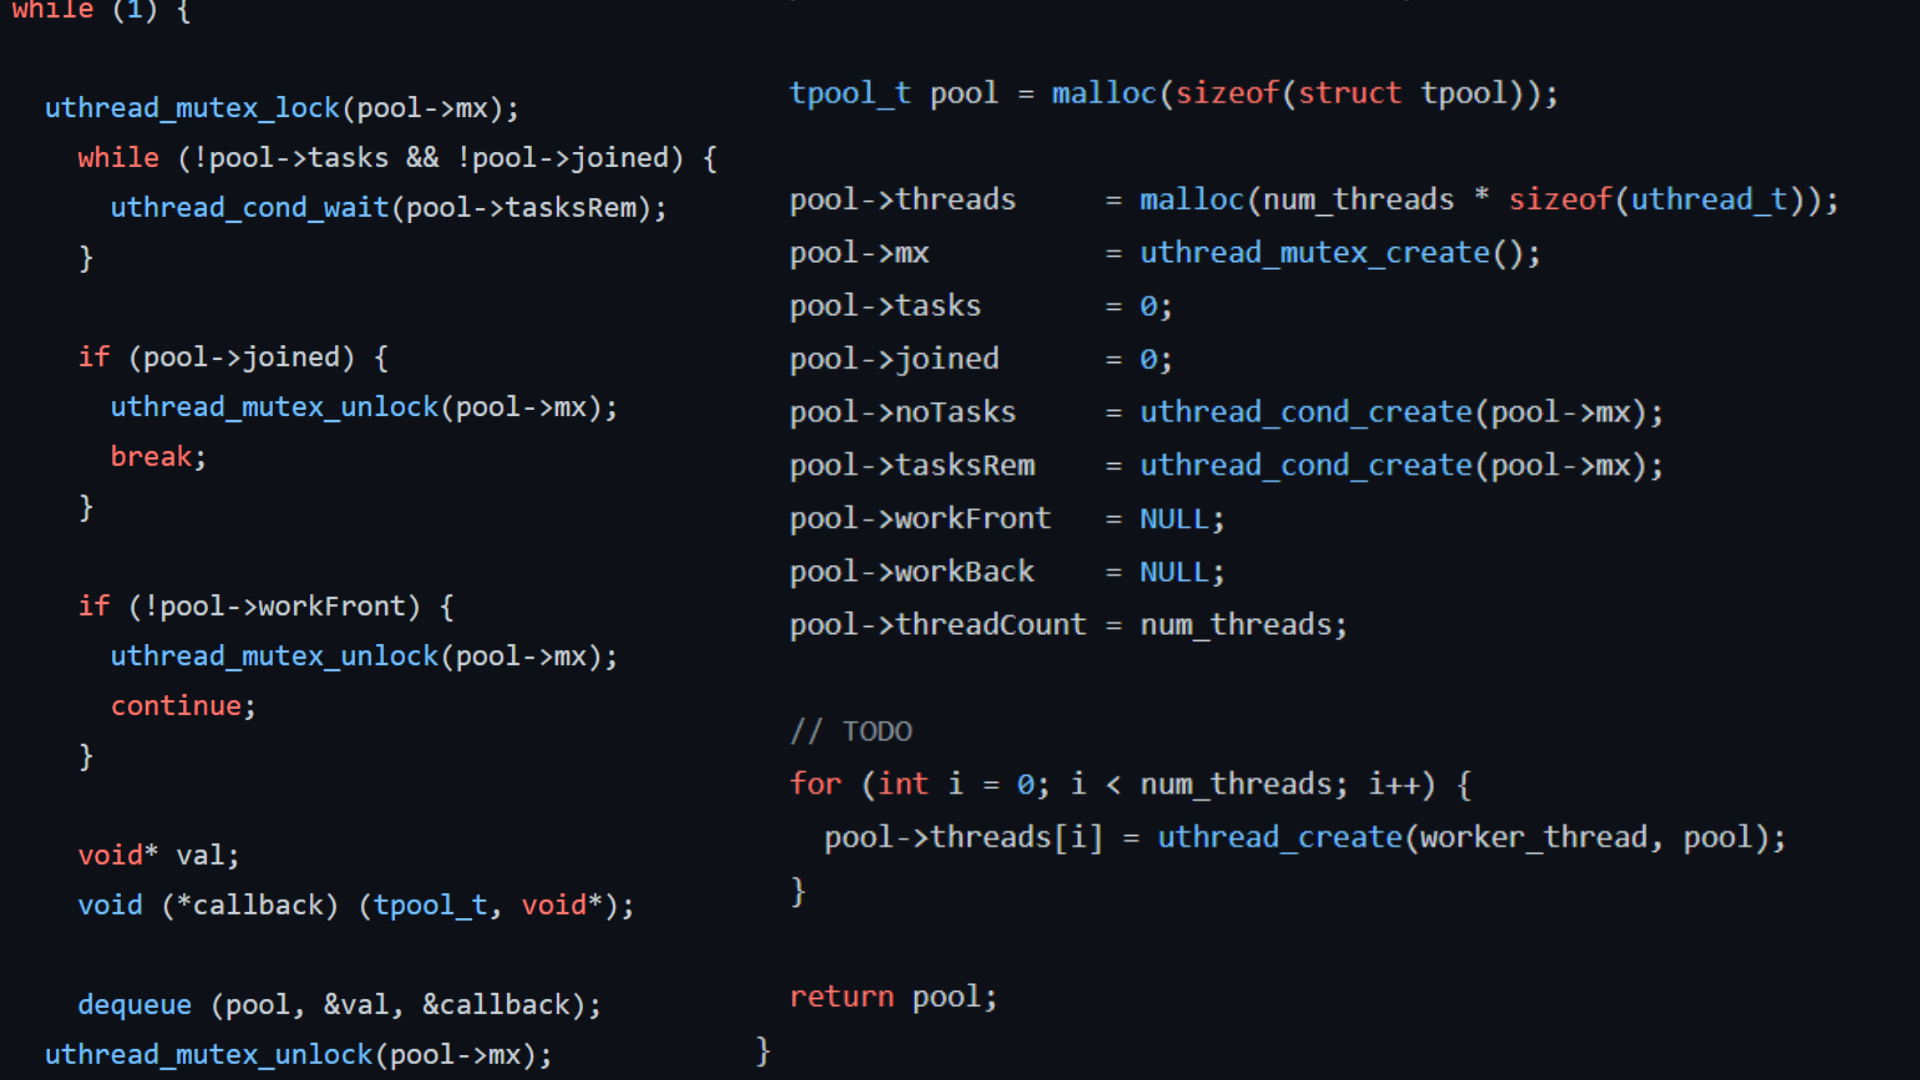 while (1) {
uthread_mutex_lock(pool->mx);
while (!pool->tasks && !pool->joined) {
uthread_cond_wait(pool->tasksRem);
}
if (pool->joined) {
uthread_mutex_unlock(pool->mx);
break;
}
if (!pool->workFront) {
uthread_mutex_unlock(pool->mx);
continue;
}
void* val;
void (*callback) (tpool_t, void*);
dequeue (pool, &val, &callback);
uthread_mutex_unlock(pool->mx);
tpool_t pool = malloc(sizeof(struct tpool));
pool->threads = malloc(num_threads * sizeof(uthread_t));
pool->mx = uthread_mutex_create();
pool->tasks = 0;
pool->joined = 0;
pool->noTasks = uthread_cond_create(pool->mx);
pool->tasksRem = uthread_cond_create(pool->mx);
pool->workFront = NULL;
pool->workBack = NULL;
pool->threadCount = num_threads;
// TODO
for (int i = 0; i < num_threads; i++) {
pool->threads[i] = uthread_create(worker_thread, pool);
}
return pool;
}